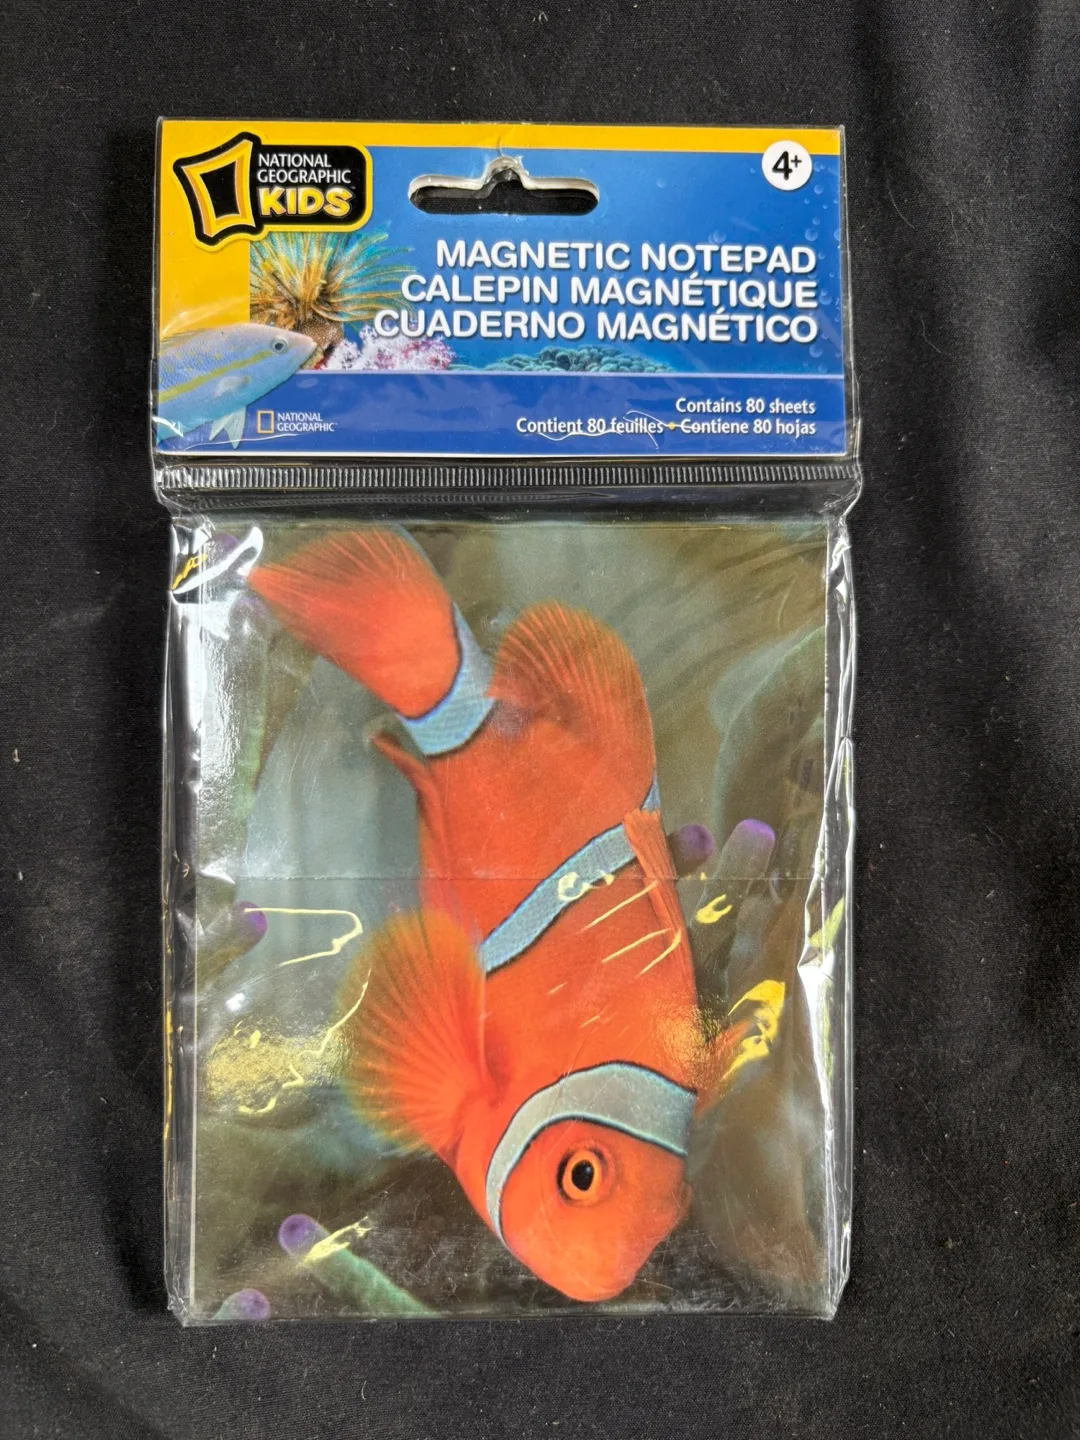 NATIONAL
GEOGRAPHIC
KIDS
4+
MAGNETIC NOTEPAD
CALEPIN MAGNÉTIQUE
CUADERNO MAGNÉTICO
Contains 80 sheets
Contient 80 feuilles • Contiene 80 hojas
NATIONAL
GEOGRAPHIC